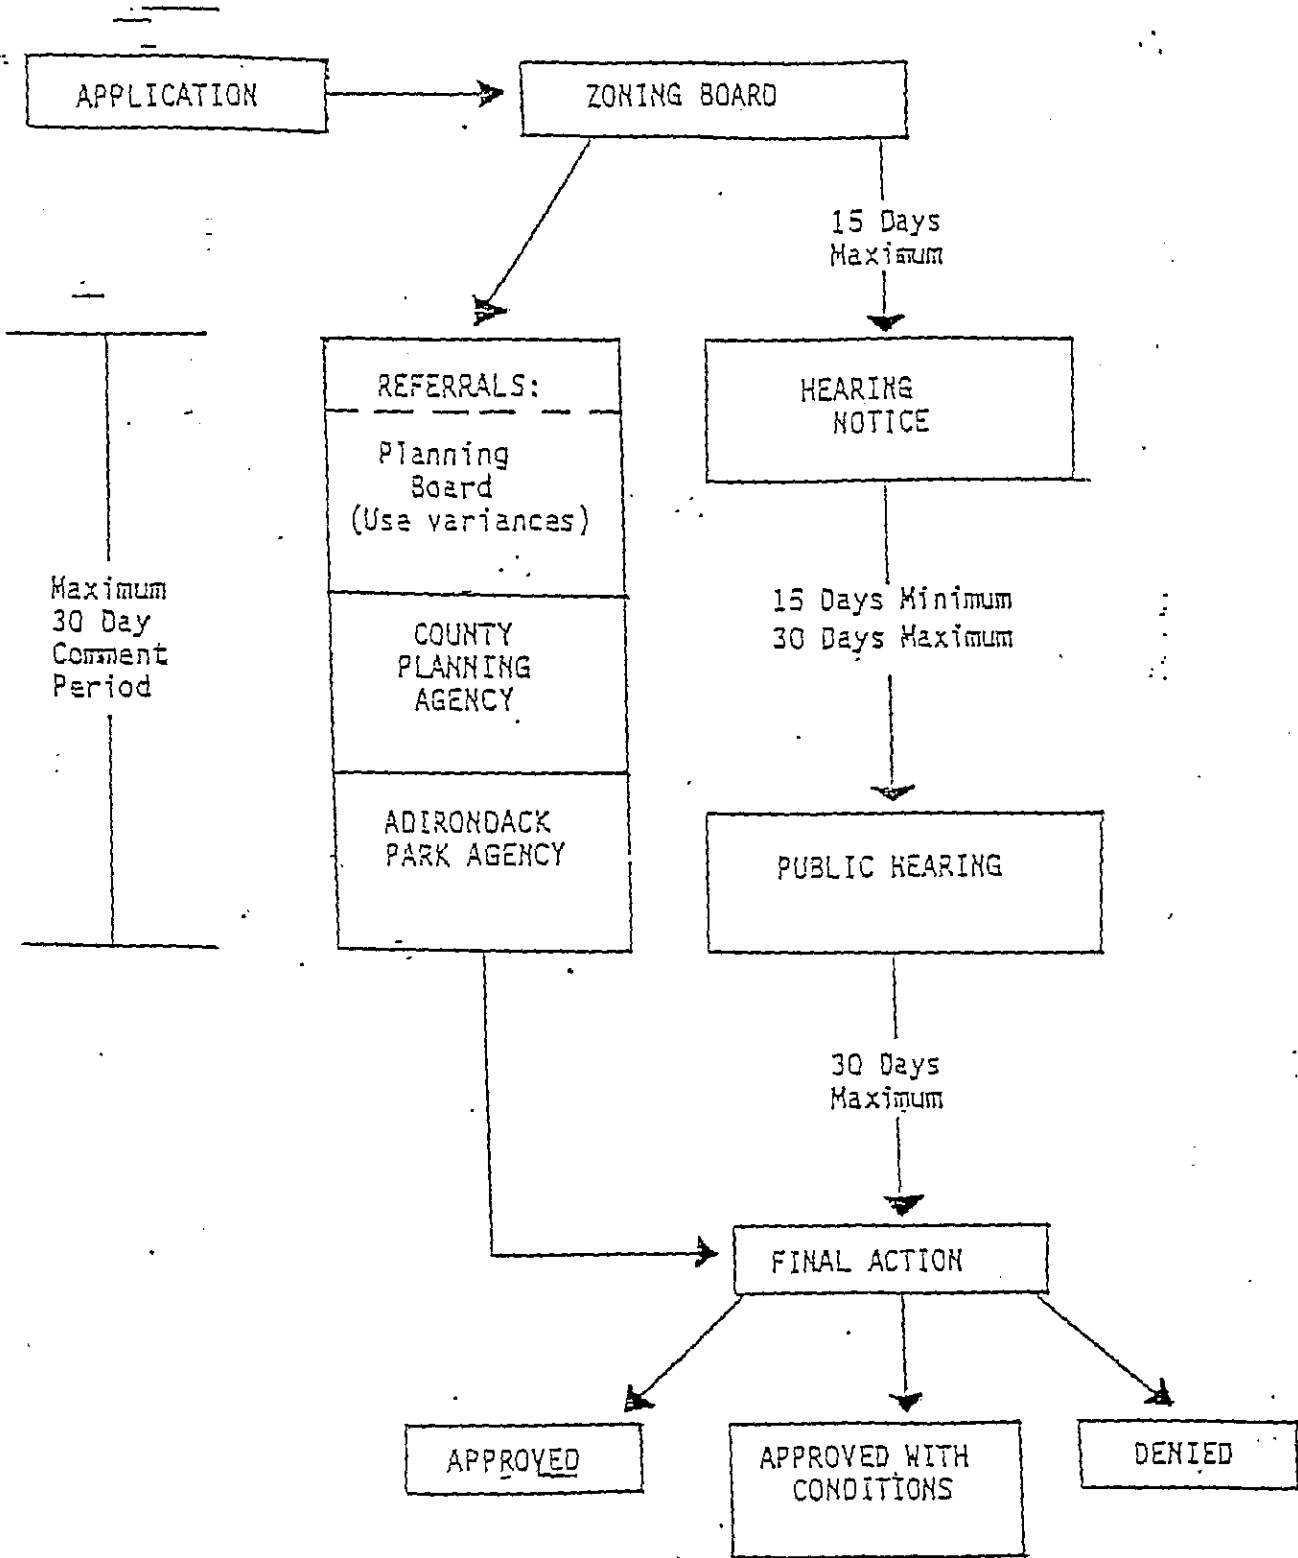 APPLICATION
ZONING BOARD
15 Days
Maximum
REFERRALS:
Planning
Board
(Use variances)
HEARING
NOTICE
Maximum
30 Day
Comment
Period
COUNTY
PLANNING
AGENCY
15 Days Minimum
30 Days Maximum
ADIRONDACK
PARK AGENCY
PUBLIC HEARING
30 Days
Maximum
FINAL ACTION
APPROVED
APPROVED WITH
CONDITIONS
DENIED